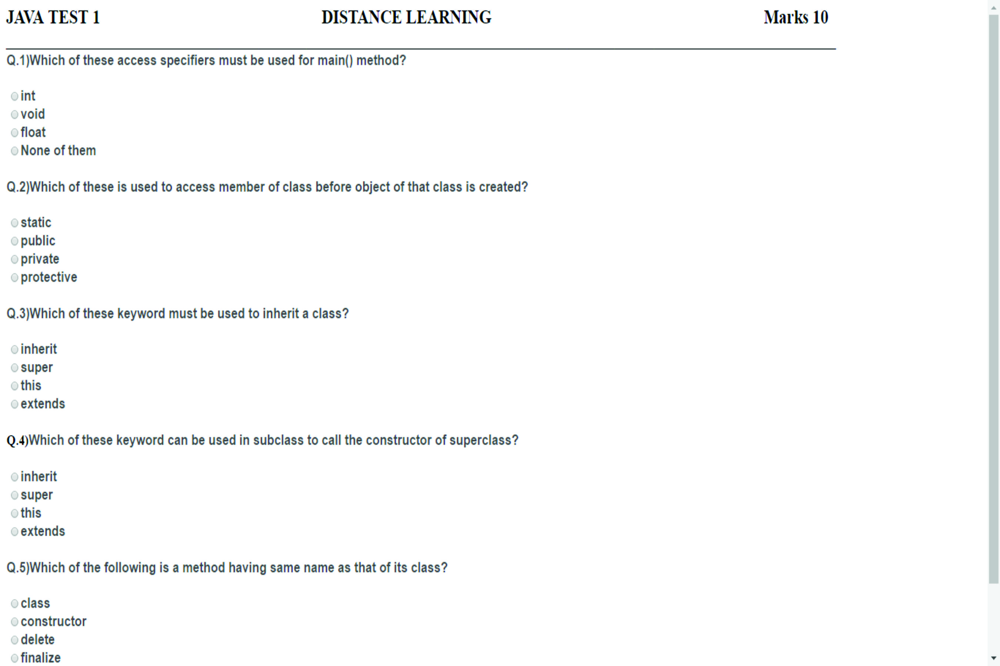 JAVA TEST 1 DISTANCE LEARNING Marks 10
Q.1)Which of these access specifiers must be used for main() method?
int
void
float
None of them
Q.2)Which of these is used to access member of class before object of that class is created?
static
public
private
protective
Q.3)Which of these keyword must be used to inherit a class?
inherit
super
this
extends
Q.4)Which of these keyword can be used in subclass to call the constructor of superclass?
inherit
super
this
extends
Q.5)Which of the following is a method having same name as that of its class?
class
constructor
delete
finalize